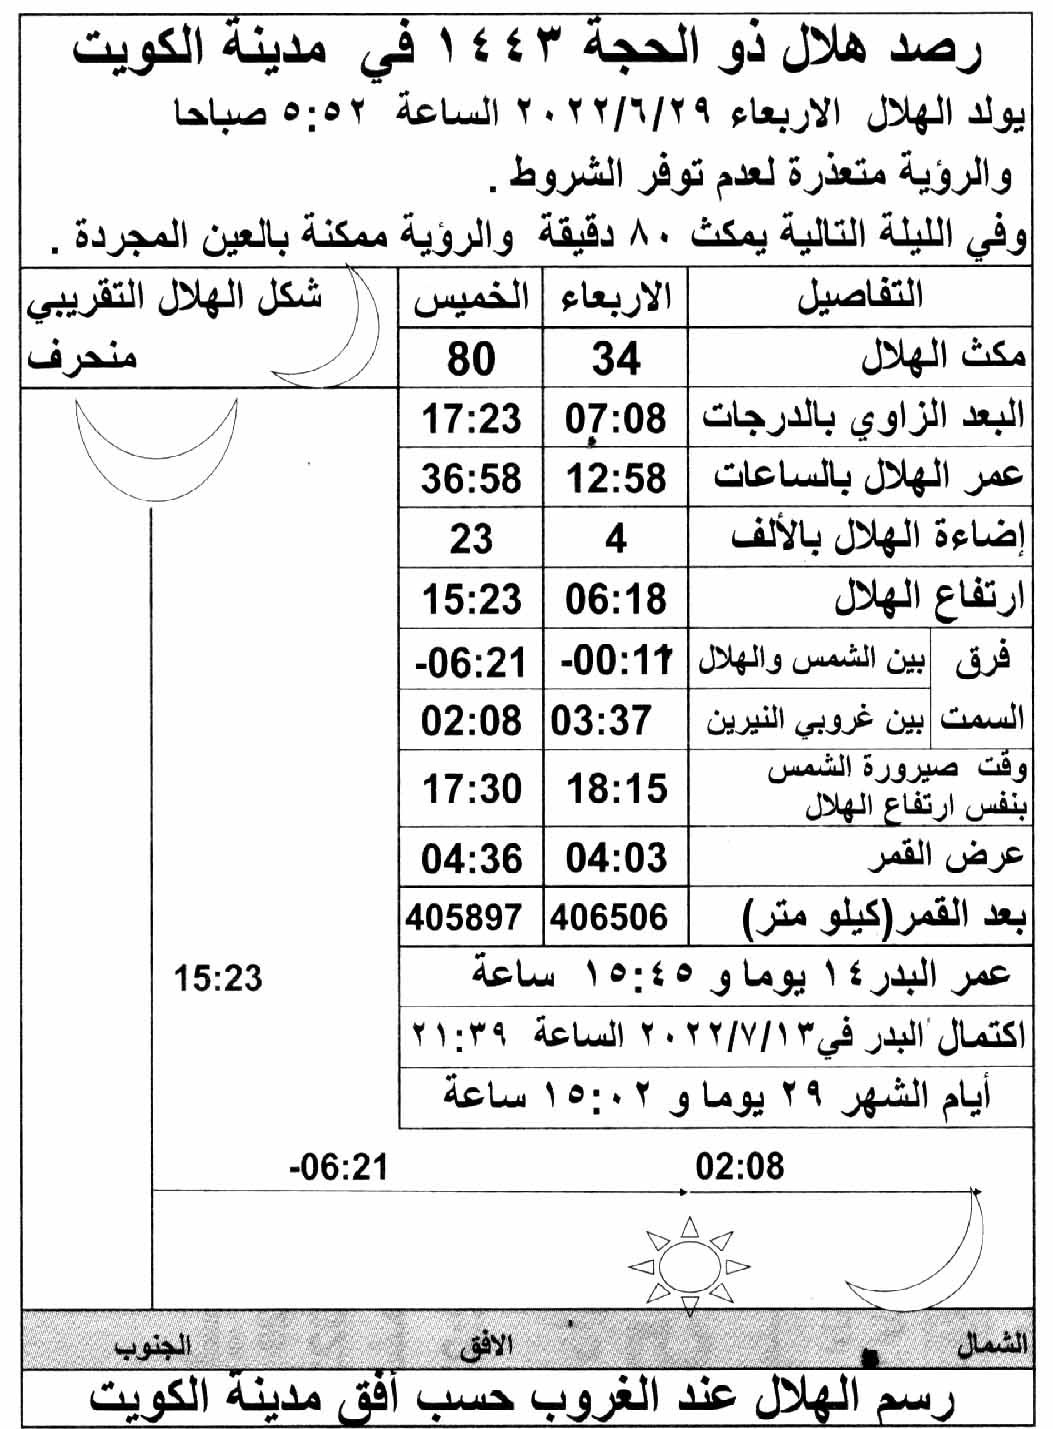 رصد هلال ذو الحجة ١٤٤٣ في مدينة الكويت
يولد الهلال الاربعاء ٢٠٢٢/٦/٢٩ الساعة ٥:٥٢ صباحا
والرؤية متعذرة لعدم توفر الشروط .
وفي الليلة التالية يمكث ٨٠ دقيقة والرؤية ممكنة بالعين المجردة .
التفاصيل الاربعاء الخميس شكل الهلال التقريبي
مكث الهلال 34 80 منحرف
البعد الزاوي بالدرجات 07:08 17:23
عمر الهلال بالساعات 12:58 36:58
إضاءة الهلال بالألف 4 23
ارتفاع الهلال 06:18 15:23
فرق بين الشمس والهلال -00:11 -06:21
السمت بين غروبي النيرين 03:37 02:08
وقت صيرورة الشمس
بنفس ارتفاع الهلال 18:15 17:30
عرض القمر 04:03 04:36
بعد القمر(كيلو متر) 406506 405897
عمر البدر١٤ يوما و ١٥:٤٥ ساعة
15:23
اكتمال البدر في٢٠٢٢/٧/١٣ الساعة ٢١:٣٩
أيام الشهر ٢٩ يوما و ١٥:٠٢ ساعة
02:08 -06:21
الشمال الافق الجنوب
رسم الهلال عند الغروب حسب أفق مدينة الكويت